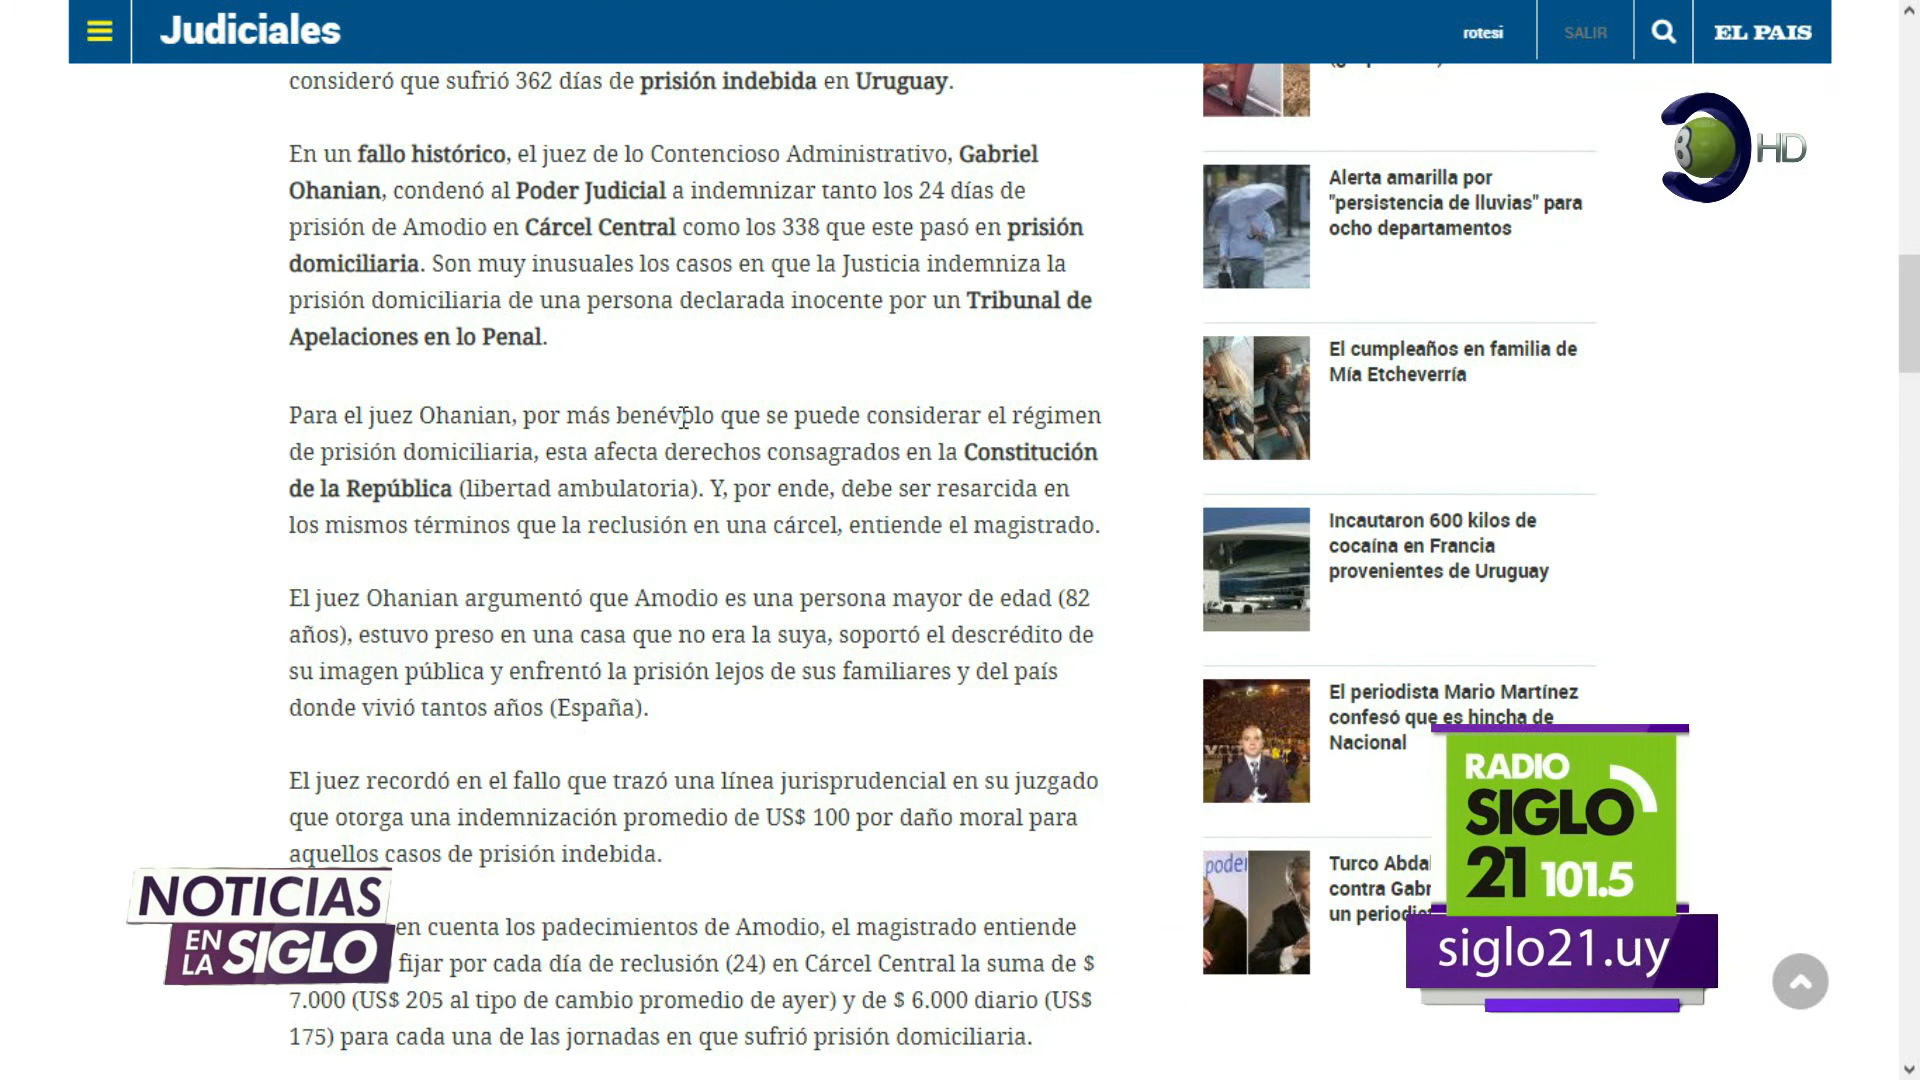 Judiciales
rotesi
SALIR
EL PAIS
consideró que sufrió 362 días de prisión indebida en Uruguay.
En un fallo histórico, el juez de lo Contencioso Administrativo, Gabriel
Ohanian, condenó al Poder Judicial a indemnizar tanto los 24 días de
prisión de Amodio en Cárcel Central como los 338 que este pasó en prisión
domiciliaria. Son muy inusuales los casos en que la Justicia indemniza la
prisión domiciliaria de una persona declarada inocente por un Tribunal de
Apelaciones en lo Penal.
Para el juez Ohanian, por más benévolo que se puede considerar el régimen
de prisión domiciliaria, esta afecta derechos consagrados en la Constitución
de la República (libertad ambulatoria). Y, por ende, debe ser resarcida en
los mismos términos que la reclusión en una cárcel, entiende el magistrado.
El juez Ohanian argumentó que Amodio es una persona mayor de edad (82
años), estuvo preso en una casa que no era la suya, soportó el descrédito de
su imagen pública y enfrentó la prisión lejos de sus familiares y del país
donde vivió tantos años (España).
El juez recordó en el fallo que trazó una línea jurisprudencial en su juzgado
que otorga una indemnización promedio de US$ 100 por daño moral para
aquellos casos de prisión indebida.
en cuenta los padecimientos de Amodio, el magistrado entiende
fijar por cada día de reclusión (24) en Cárcel Central la suma de $
7.000 (US$ 205 al tipo de cambio promedio de ayer) y de $ 6.000 diario (US$
175) para cada una de las jornadas en que sufrió prisión domiciliaria.
Alerta amarilla por
"persistencia de lluvias" para
ocho departamentos
El cumpleaños en familia de
Mía Etcheverría
Incautaron 600 kilos de
cocaína en Francia
provenientes de Uruguay
El periodista Mario Martínez
confesó que es hincha de
Nacional
poder
Turco Abdal
contra Gabr
un periodis
8 HD
NOTICIAS
EN LA SIGLO
RADIO
SIGLO
21 101.5
siglo21.uy